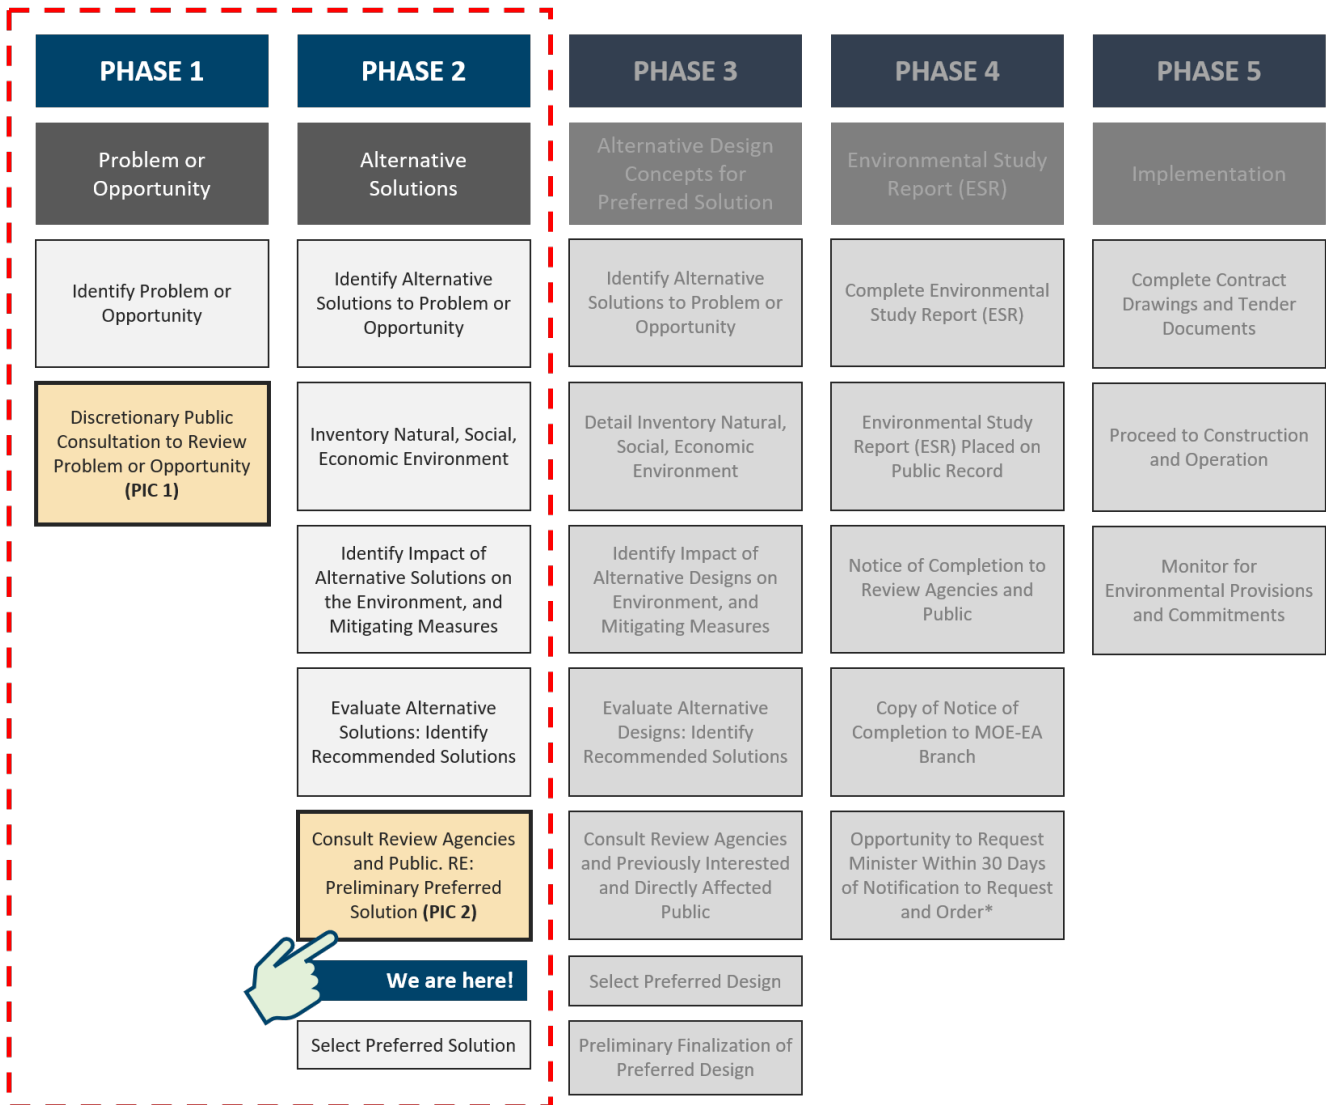 PHASE 1
Problem or
Opportunity
Identify Problem or
Opportunity
Discretionary Public
Consultation to Review
Problem or Opportunity
(PIC 1)
PHASE 2
Alternative
Solutions
Identify Alternative
Solutions to Problem or
Opportunity
Inventory Natural, Social,
Economic Environment
Identify Impact of
Alternative Solutions on
the Environment, and
Mitigating Measures
Evaluate Alternative
Solutions: Identify
Recommended Solutions
Consult Review Agencies
and Public. RE:
Preliminary Preferred
Solution (PIC 2)
We are here!
Select Preferred Solution
PHASE 3
Alternative Design
Concepts for
Preferred Solution
Identify Alternative
Solutions to Problem or
Opportunity
Detail Inventory Natural,
Social, Economic
Environment
Identify Impact of
Alternative Designs on
Environment, and
Mitigating Measures
Evaluate Alternative
Designs: Identify
Recommended Solutions
Consult Review Agencies
and Previously Interested
and Directly Affected
Public
Select Preferred Design
Preliminary Finalization of
Preferred Design
PHASE 4
Environmental Study
Report (ESR)
Complete Environmental
Study Report (ESR)
Environmental Study
Report (ESR) Placed on
Public Record
Notice of Completion to
Review Agencies and
Public
Copy of Notice of
Completion to MOE-EA
Branch
Opportunity to Request
Minister Within 30 Days
of Notification to Request
and Order*
PHASE 5
Implementation
Complete Contract
Drawings and Tender
Documents
Proceed to Construction
and Operation
Monitor for
Environmental Provisions
and Commitments